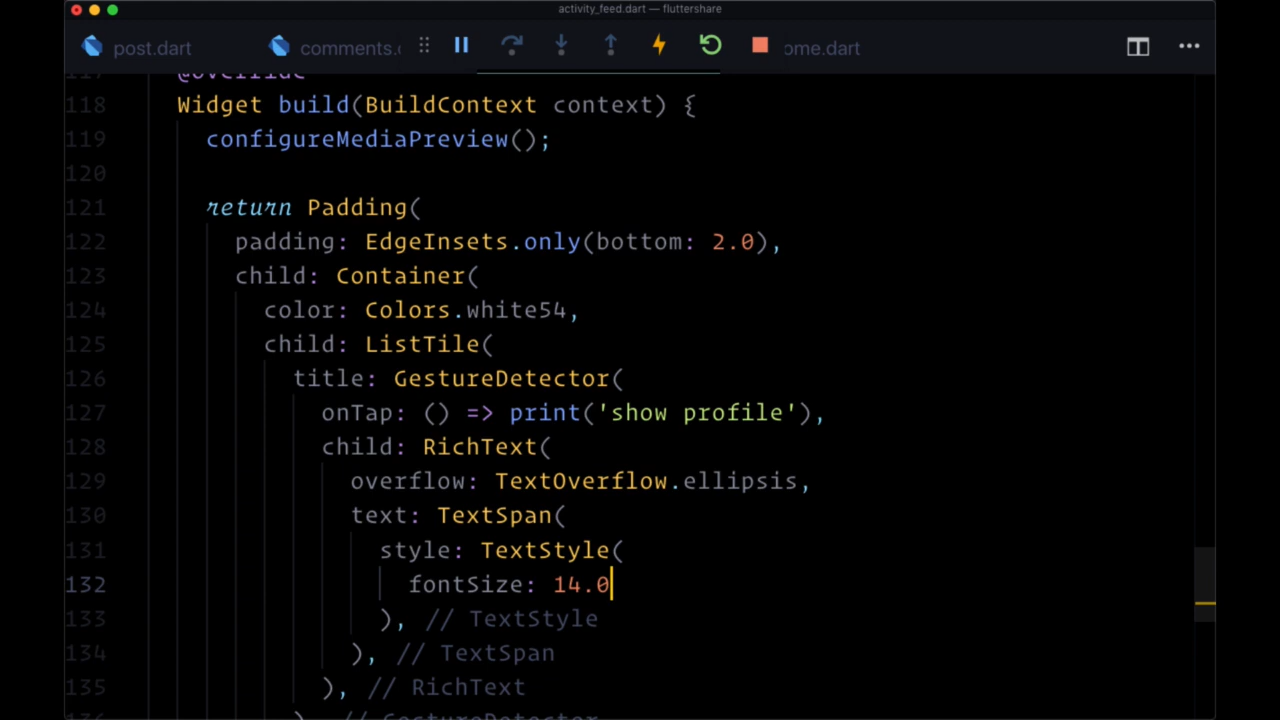 activity_feed.dart — fluttershare
post.dart comments. ome.dart
@override
118 Widget build(BuildContext context) {
119 configureMediaPreview();
120
121 return Padding(
122 padding: EdgeInsets.only(bottom: 2.0),
123 child: Container(
124 color: Colors.white54,
125 child: ListTile(
126 title: GestureDetector(
127 onTap: () => print('show profile'),
128 child: RichText(
129 overflow: TextOverflow.ellipsis,
130 text: TextSpan(
131 style: TextStyle(
132 fontSize: 14.0
133 ), // TextStyle
134 ), // TextSpan
135 ), // RichText
136 ), // GestureDetector